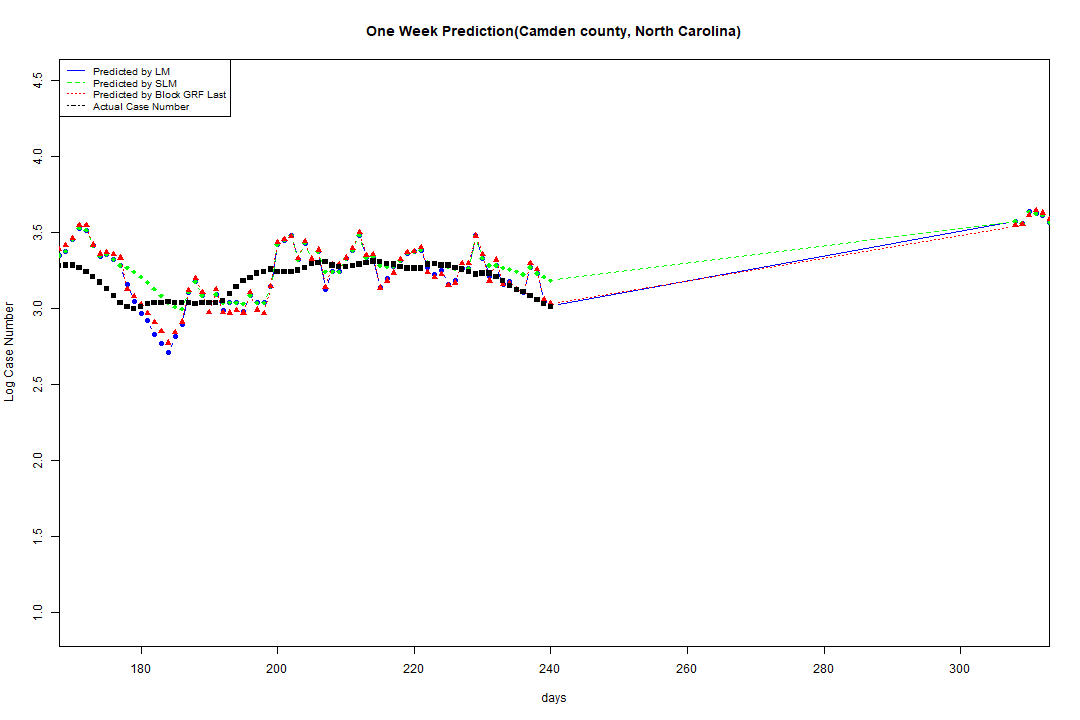 One Week Prediction(Camden county, North Carolina)
Predicted by LM
Predicted by SLM
Predicted by Block GRF Last
Actual Case Number
4.5
4.0
3.5
3.0
2.5
2.0
1.5
1.0
Log Case Number
180 200 220 240 260 280 300
days